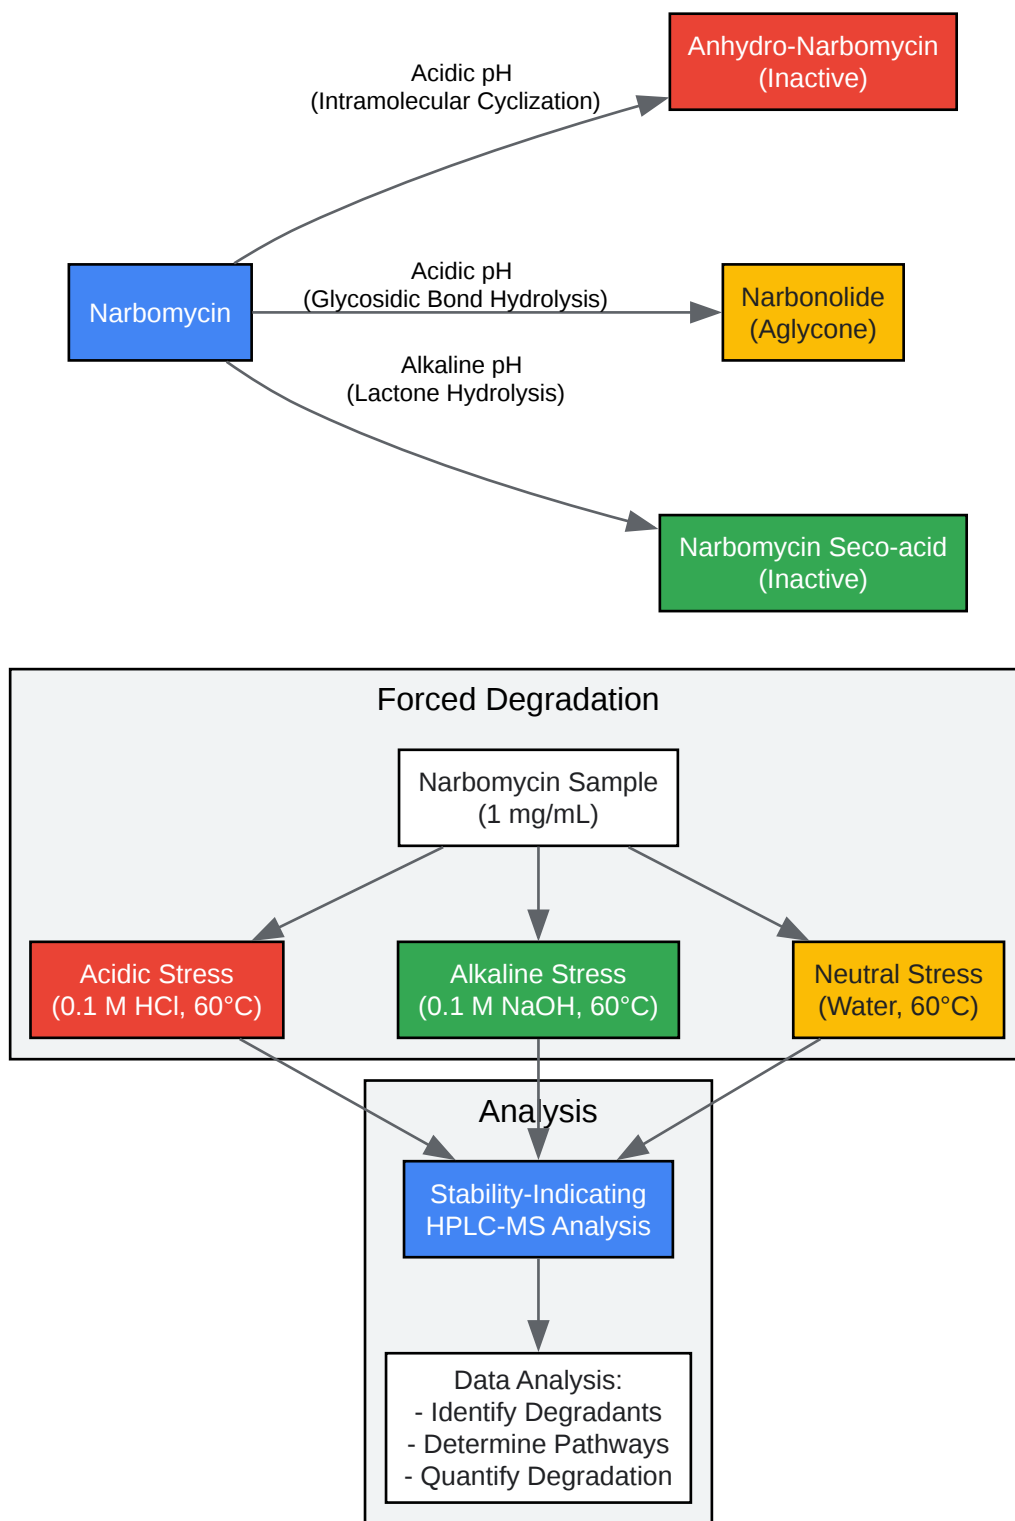 Anhydro-Narbomycin
(Inactive)
Acidic pH
(Intramolecular Cyclization)
Narbomycin
Acidic pH
(Glycosidic Bond Hydrolysis)
Narbonolide
(Aglycone)
Alkaline pH
(Lactone Hydrolysis)
Narbomycin Seco-acid
(Inactive)
Forced Degradation
Narbomycin Sample
(1 mg/mL)
Acidic Stress
(0.1 M HCl, 60°C)
Alkaline Stress
(0.1 M NaOH, 60°C)
Neutral Stress
(Water, 60°C)
Analysis
Stability-Indicating
HPLC-MS Analysis
Data Analysis:
- Identify Degradants
- Determine Pathways
- Quantify Degradation